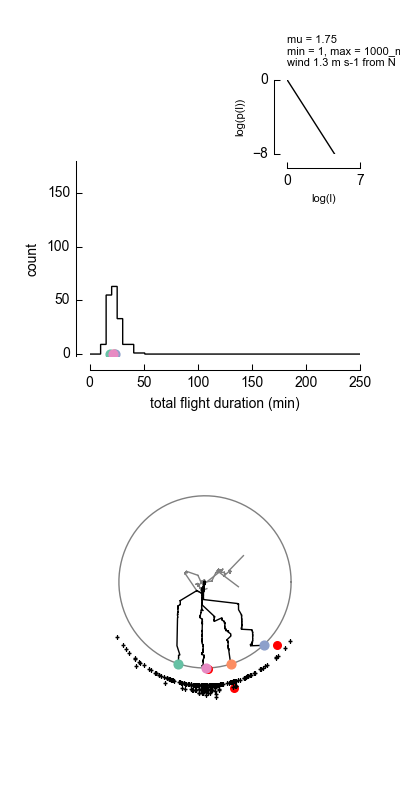 mu = 1.75
min = 1, max = 1000_m
wind 1.3 m s-1 from N
0
log(p(l))
−8
0
7
log(l)
150
100
count
50
0
0
50
100
150
200
250
total flight duration (min)